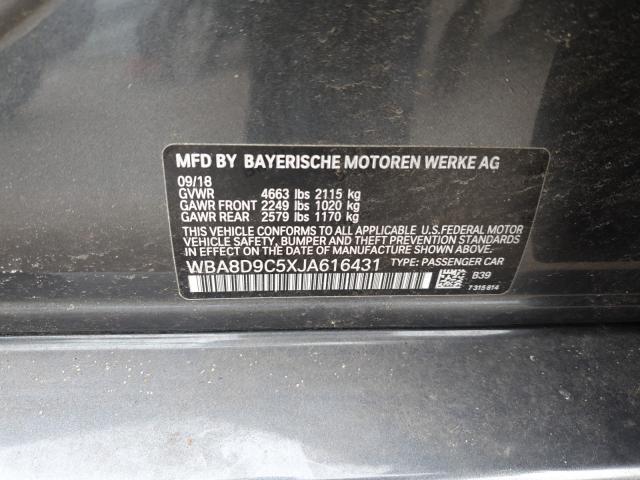 MFD BY BAYERISCHE MOTOREN WERKE AG
09/18
GVWR 4663 lbs 2115 kg
GAWR FRONT 2249 lbs 1020 kg
GAWR REAR 2579 lbs 1170 kg
THIS VEHICLE CONFORMS TO ALL APPLICABLE U.S.FEDERAL MOTOR
VEHICLE SAFETY, BUMPER AND THEFT PREVENTION STANDARDS
IN EFFECT ON THE DATE OF MANUFACTURE SHOWN ABOVE.
WBA8D9C5XJA616431 TYPE: PASSENGER CAR
B39
7315814